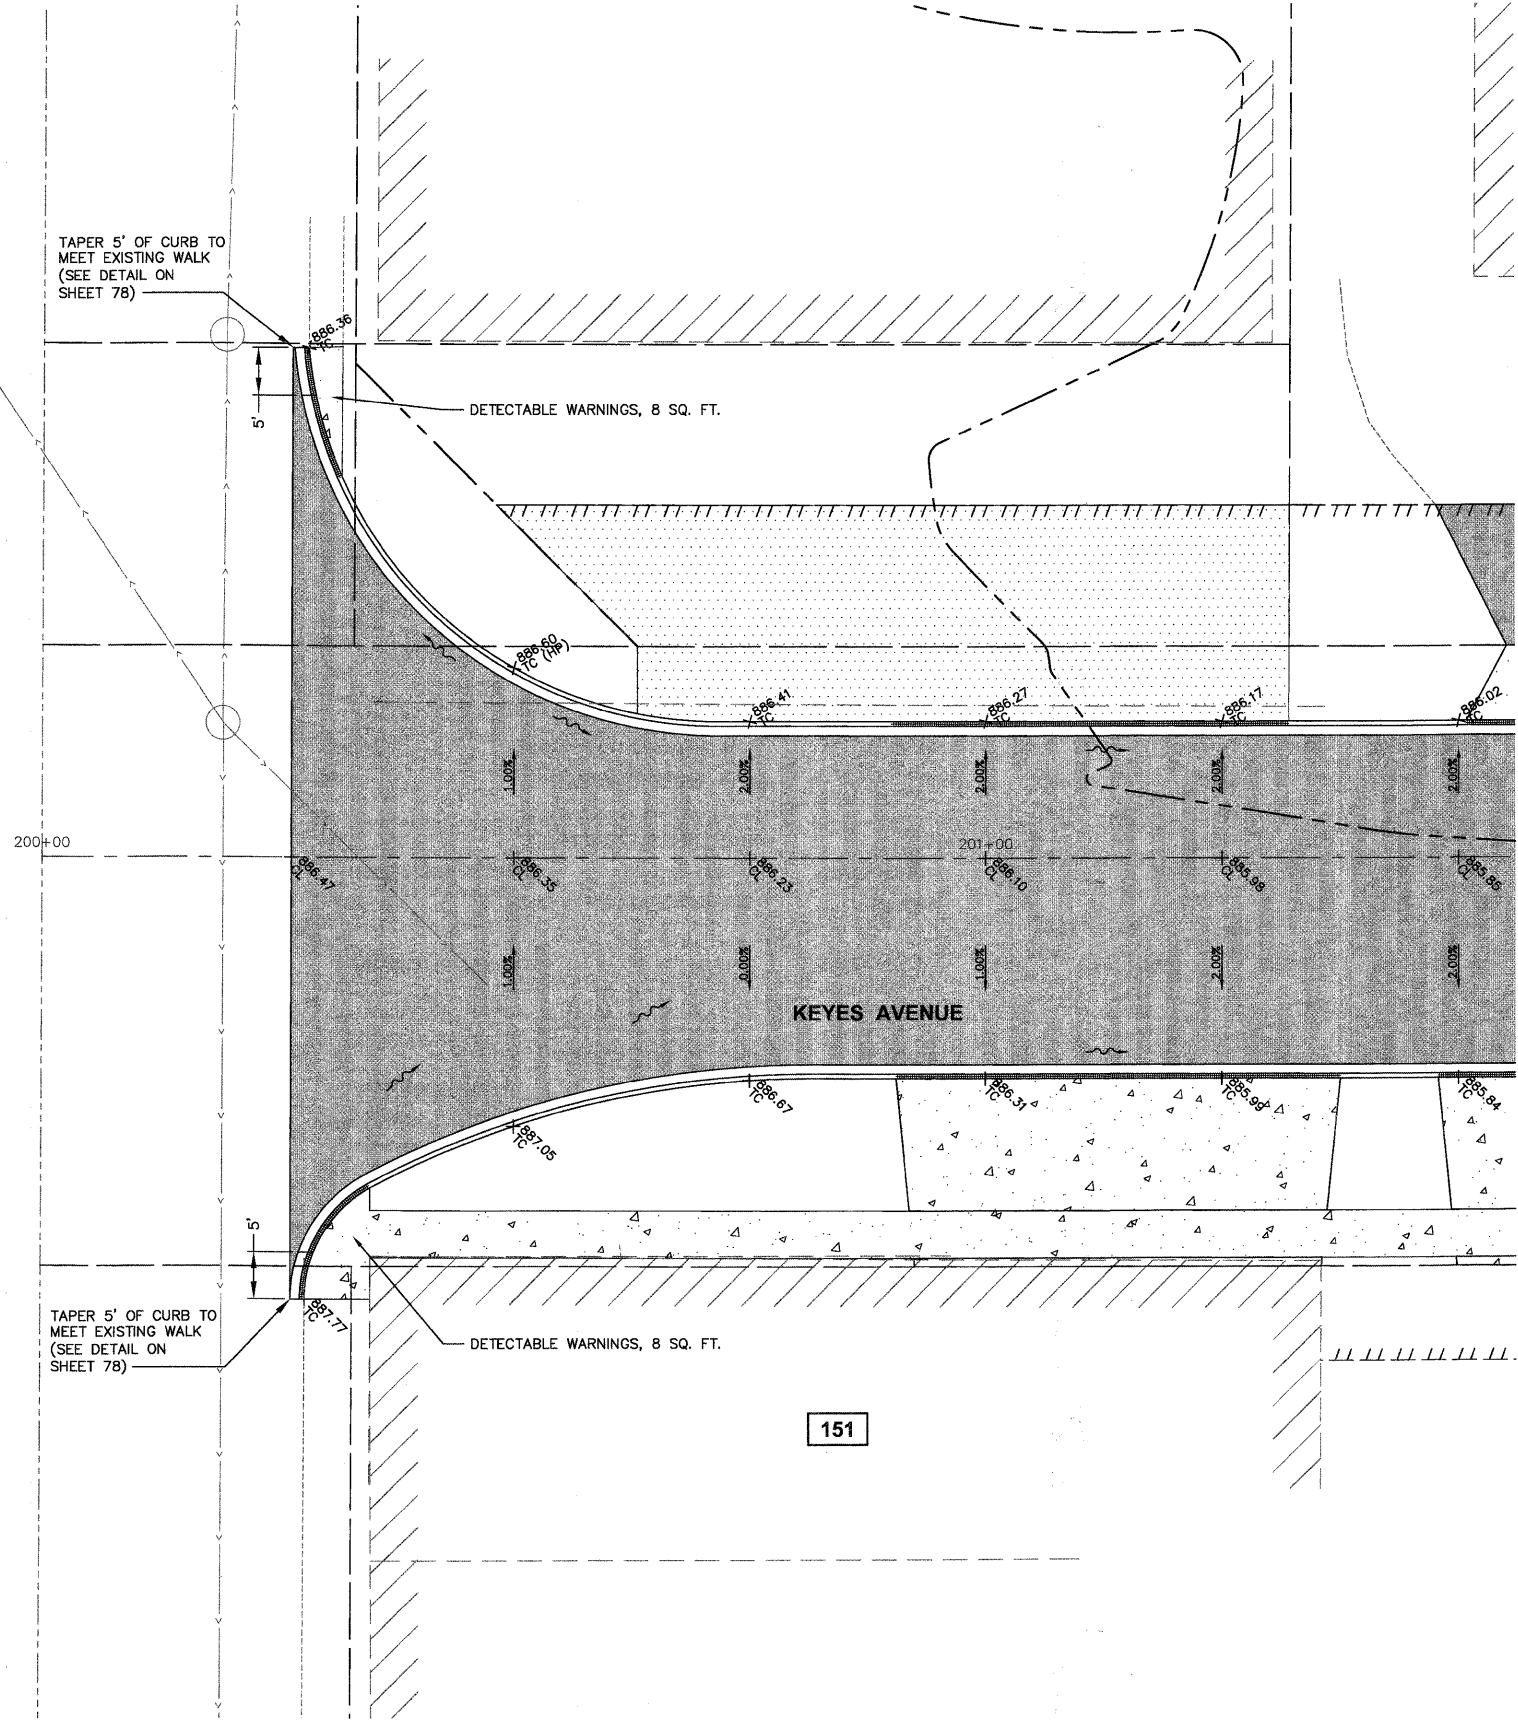 TAPER 5' OF CURB TO
MEET EXISTING WALK
(SEE DETAIL ON
SHEET 78)
886.36
TC
5'
DETECTABLE WARNINGS, 8 SQ. FT.
886.60
TC (HP)
886.41
TC
886.27
TC
886.17
TC
886.02
TC
1.00%
2.00%
2.00%
2.00%
2.00%
200+00
201+00
886.47
CL
886.35
886.23
CL
886.10
CL
885.98
CL
885.86
CL
1.00%
0.00%
1.00%
2.00%
2.00%
KEYES AVENUE
886.67
TC
886.31
TC
885.99
TC
885.84
TC
887.05
TC
5'
887.77
TC
TAPER 5' OF CURB TO
MEET EXISTING WALK
(SEE DETAIL ON
SHEET 78)
DETECTABLE WARNINGS, 8 SQ. FT.
151